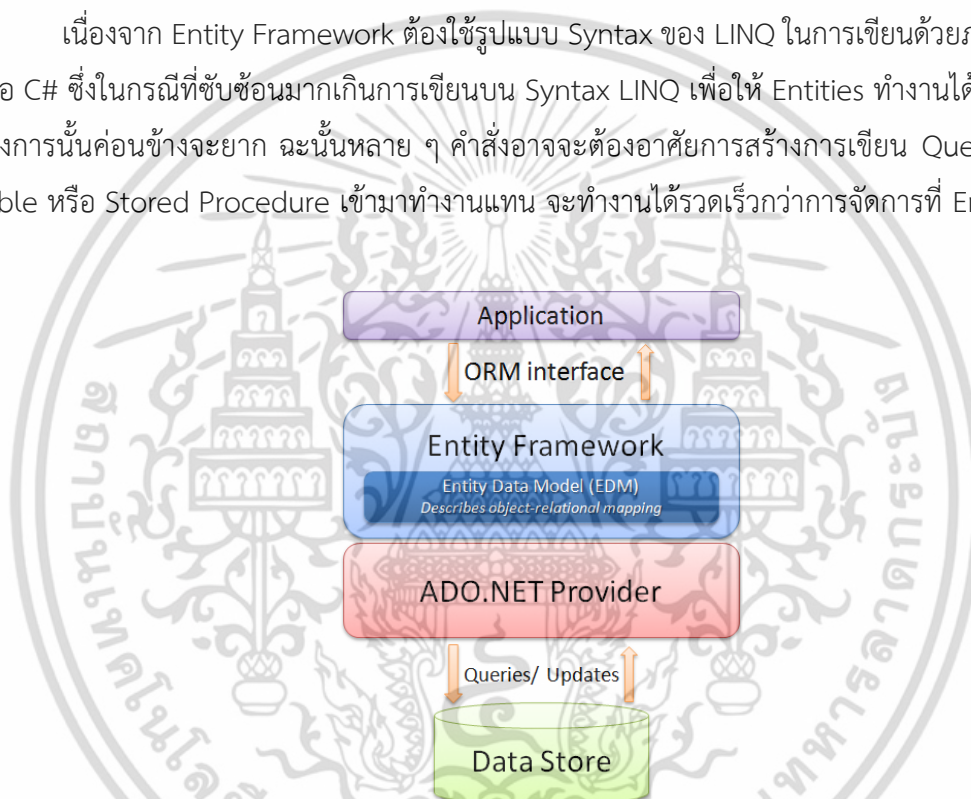 เนื่องจาก Entity Framework ต้องใช้รูปแบบ Syntax ของ LINQ ในการเขียนด้วย
C# ซึ่งในกรณีที่ซับซ้อนมากเกินการเขียนบน Syntax LINQ เพื่อให้ Entities ทำงานได้
นั้นค่อนข้างจะยาก ฉะนั้นหลาย ๆ คำสั่งอาจจะต้องอาศัยการสร้างการเขียน
หรือ Stored Procedure เข้ามาทำงานแทน จะทำงานได้รวดเร็วกว่าการจัดการที่
Application
ORM interface
Entity Framework
Entity Data Model (EDM)
Describes object-relational mapping
ADO.NET Provider
Queries/ Updates
Data Store